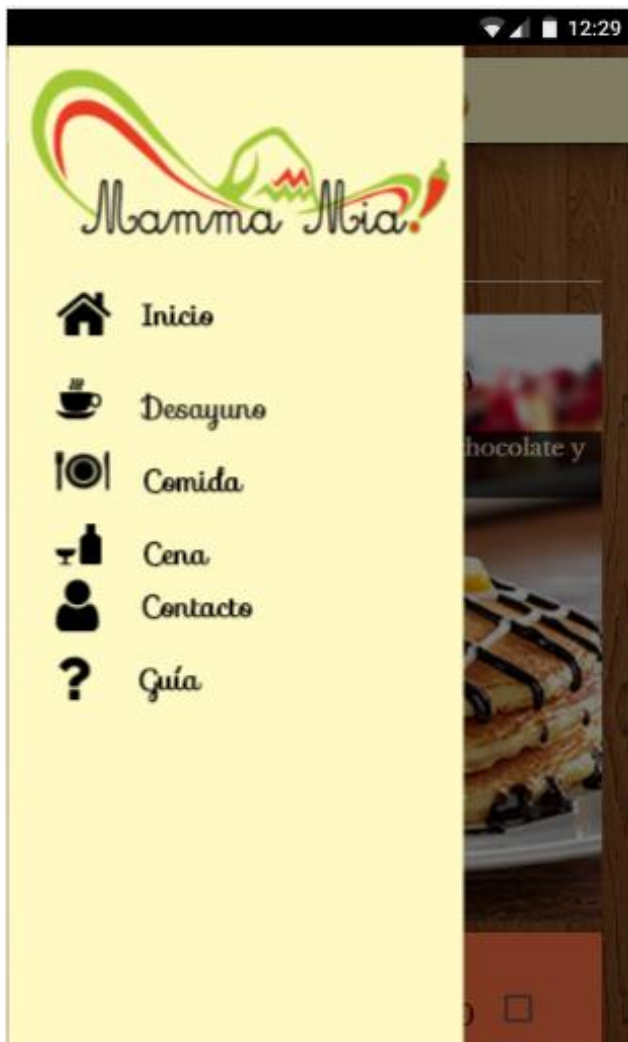 12:29
Mamma Mia!
Inicio
Desayuno
hocolate y
Comida
Cena
Contacto
Guía